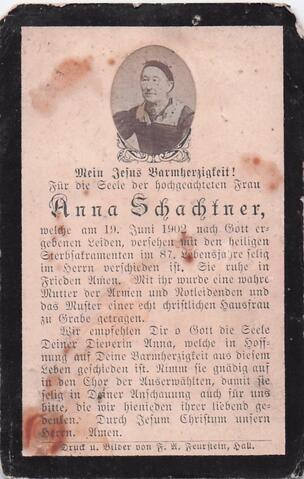 Mein Jesus Barmherzigkeit!
Für die Seele der hochgeachteten Frau
Anna Schachtner,
welche am 19. Juni 1902 nach Gott er-
gebenen Leiden, versehen mit den heiligen
Sterbsakramenten im 87. Lebensja)re selig
im Herrn verschieden ist. Sie ruhe in
Frieden Amen. Mit ihr wurde eine wahre
Mutter der Armen und Notleidenden und
das Muster einer echt christlichen Hausfrau
zu Grabe getragen.
Wir empfehlen Dir o Gott die Seele
Deiner Dienerin Anna, welche in Hoff-
nung auf Deine Barmherzigkeit aus diesem
Leben geschieden ist. Nimm sie gnädig auf
in den Chor der Auserwählten, damit sie
selig in Deiner Anschauung auch für uns
bitte, die wir hienieden ihrer liebend ge-
denken. Durch Jesum Christum unsern
Herrn. Amen.
Druck u. Bilder von F. A. Feurstein, Hall.